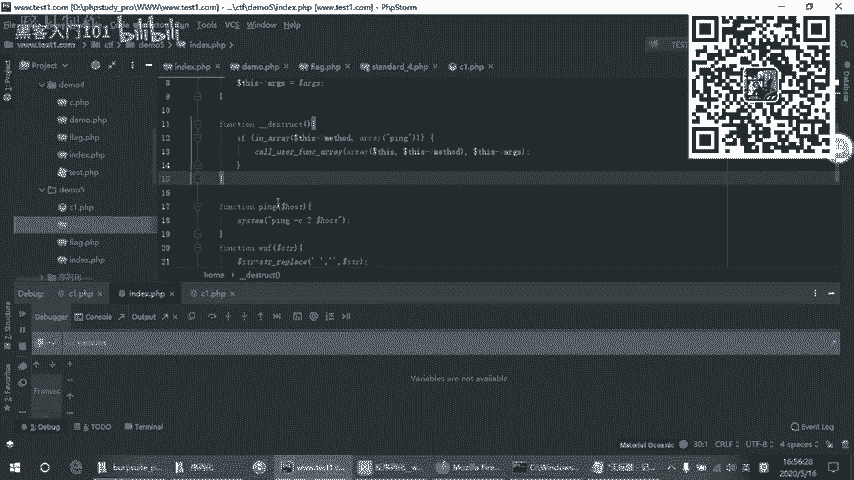 www.test1.com [D:\phpstudy_pro\WWW\www.test1.com] - ...\ctf\demo5\index.php [www.test1.com] - PhpStorm
黑客入门101 bilibili
Tools VCS Window Help
www.test1.com ctf demo5 index.php
Project
index.php demo.php flag.php standard_4.php c1.php
demo4
c.php
demo.php
flag.php
index.php
test.php
demo5
c1.php
flag.php
index.php
8 $this->args = $args;
9 }
10
11 function __destruct(){
12 if (in_array($this->method, array("ping"))) {
13 call_user_func_array(array($this, $this->method), $this->args);
14 }
15 }
16
17 function ping($host){
18 system("ping -c 2 $host");
19 }
20 function waf($str){
21 $str=str_replace(' ','',$str);
home __destruct()
Debug: c1.php index.php c1.php
Debugger Console Output
Frames
Variables are not available
5: Debug 6: TODO Terminal Event Log
Material Oceanic 30:1 CRLF UTF-8 4 spaces
1: Project
Database
2: Structure
2: Favorites
burpsuite p... www.test1.c... Mozilla Fire... C:\Windows...
16:56:28
2020/5/16